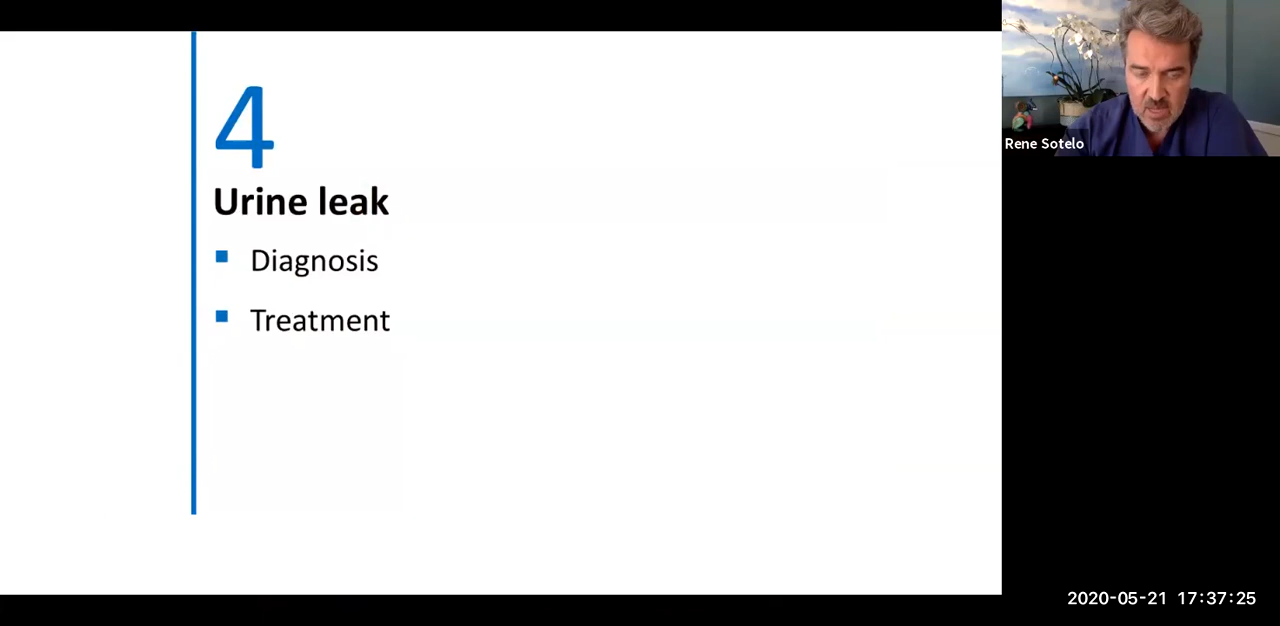 4
Urine leak
Diagnosis
Treatment
Rene Sotelo
2020-05-21 17:37:25